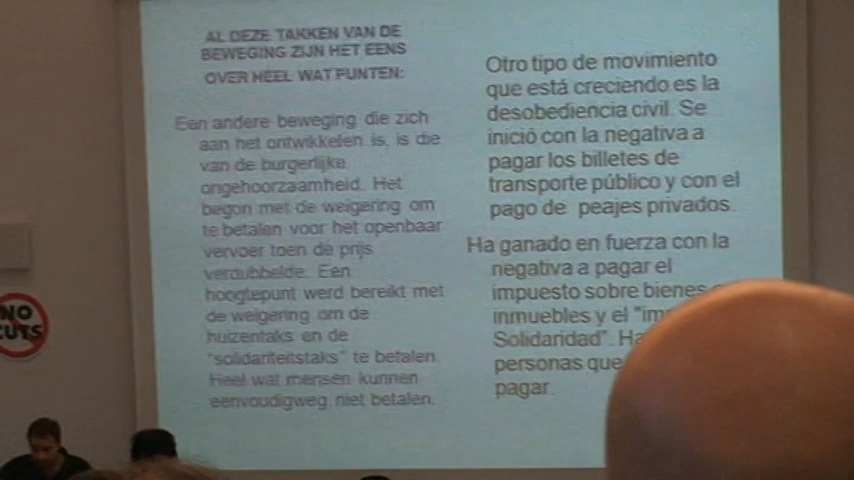 AL DEZE TAKKEN VAN DE
BEWEGING ZIJN HET EENS
OVER HEEL WAT PUNTEN:
Een andere beweging die zich
aan het ontwikkelen is, is die
van de burgerlijke
ongehoorzaamheid. Het
begon met de weigering om
te betalen voor het openbaar
vervoer toen de prijs
verdubbelde. Een
hoogtepunt werd bereikt met
de weigering om de
huizentaks en de
"solidariteitstaks" te betalen.
Heel wat mensen kunnen
eenvoudigweg niet betalen.
Otro tipo de movimiento
que está creciendo es la
desobediencia civil. Se
inició con la negativa a
pagar los billetes de
transporte público y con el
pago de peajes privados.
Ha ganado en fuerza con la
negativa a pagar el
impuesto sobre bienes
inmuebles y el
Solidaridad". Ha
personas que
pagar.
NO
CUTS